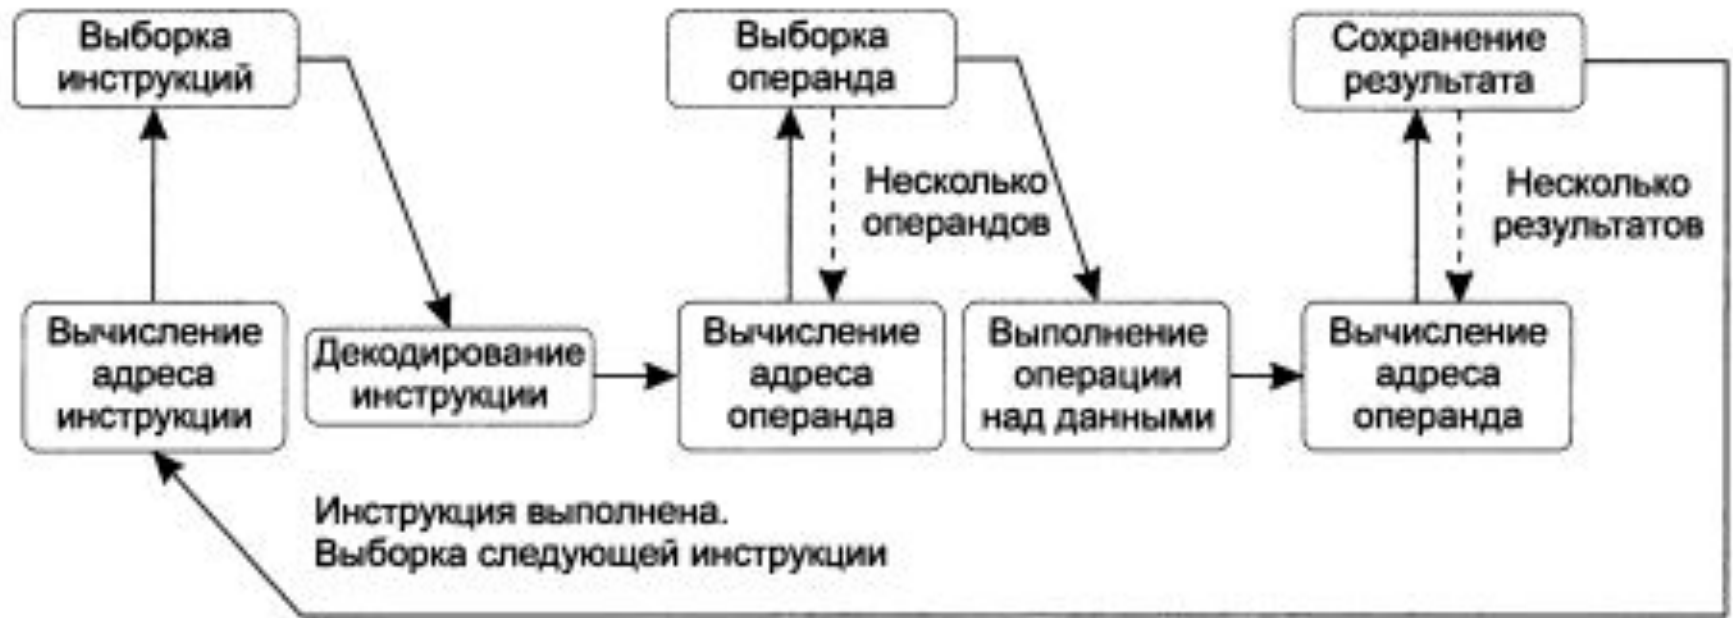 Выборка
инструкций
Выборка
операнда
Сохранение
результата
Несколько
операндов
Несколько
результатов
Вычисление
адреса
инструкции
Декодирование
инструкции
Вычисление
адреса
операнда
Выполнение
операции
над данными
Вычисление
адреса
операнда
Инструкция выполнена.
Выборка следующей инструкции